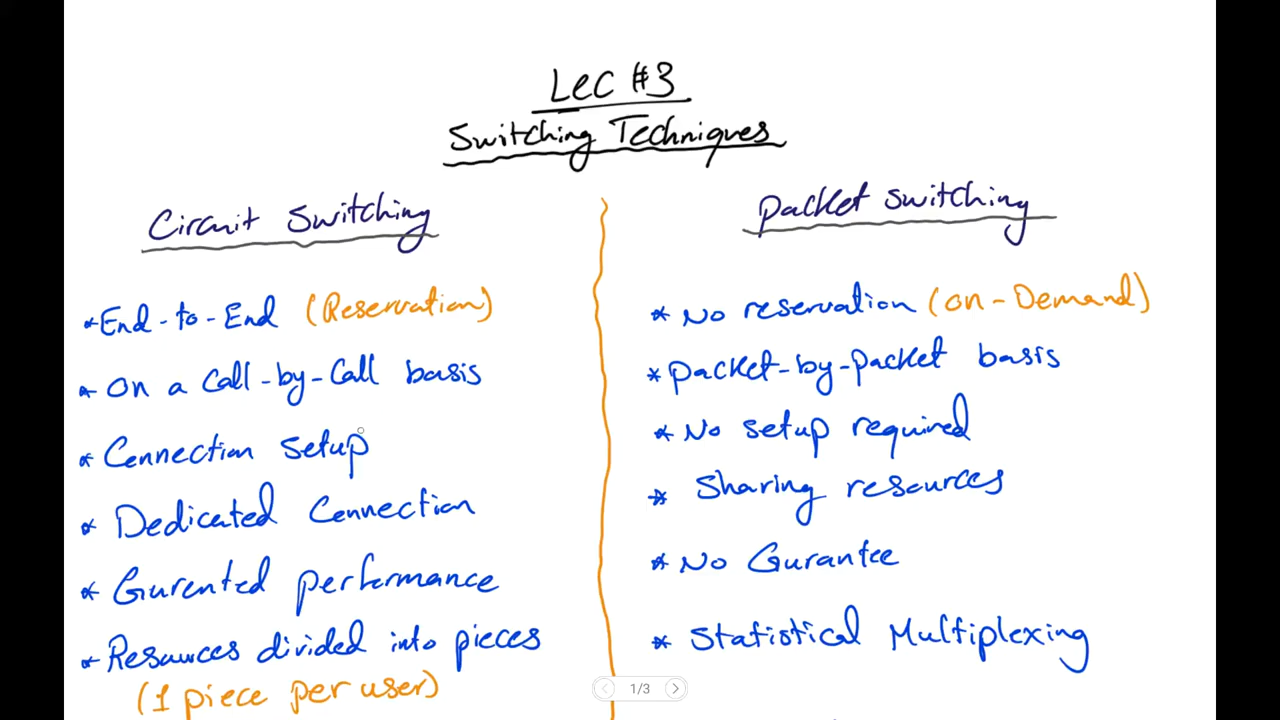 Lec #3
Switching Techniques
Circuit Switching
* End-to-End (Reservation)
* On a Call-by-Call basis
* Connection setup
* Dedicated Connection
* Gurented performance
* Resources divided into pieces
(1 piece per user)
Packet Switching
* No reservation (on-Demand)
* Packet-by-packet basis
* No setup required
* Sharing resources
* No Gurantee
* Statistical Multiplexing
1/3